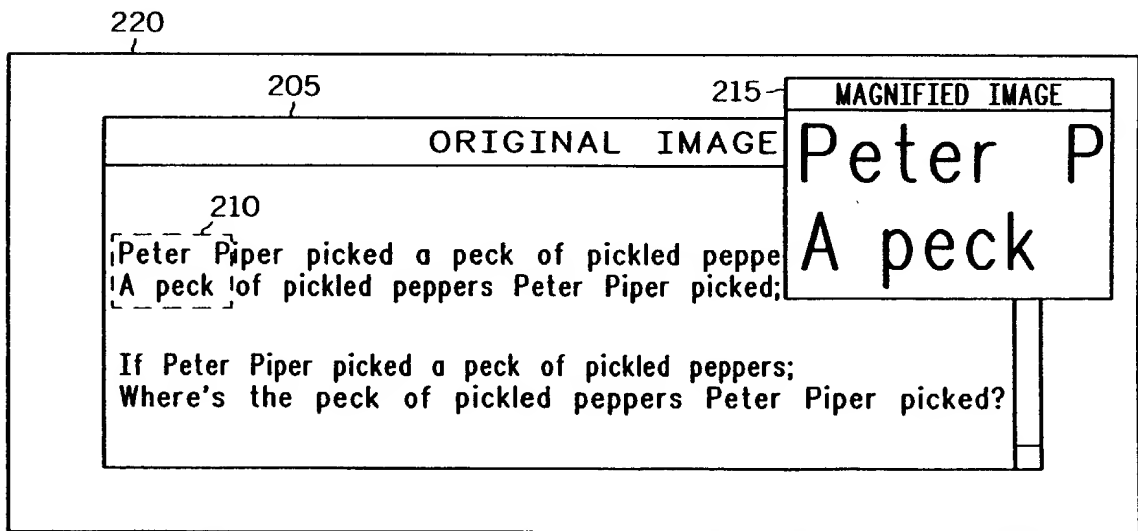 220
205
215
MAGNIFIED IMAGE
ORIGINAL IMAGE
Peter P
A peck
210
Peter Piper picked a peck of pickled peppe
A peck of pickled peppers Peter Piper picked;
If Peter Piper picked a peck of pickled peppers;
Where's the peck of pickled peppers Peter Piper picked?